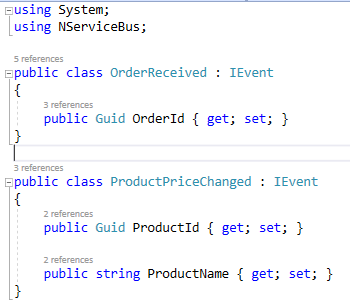 using System;
using NServiceBus;
5 references
public class OrderReceived : IEvent
{
3 references
public Guid OrderId { get; set; }
}
3 references
public class ProductPriceChanged : IEvent
{
2 references
public Guid ProductId { get; set; }
2 references
public string ProductName { get; set; }
}